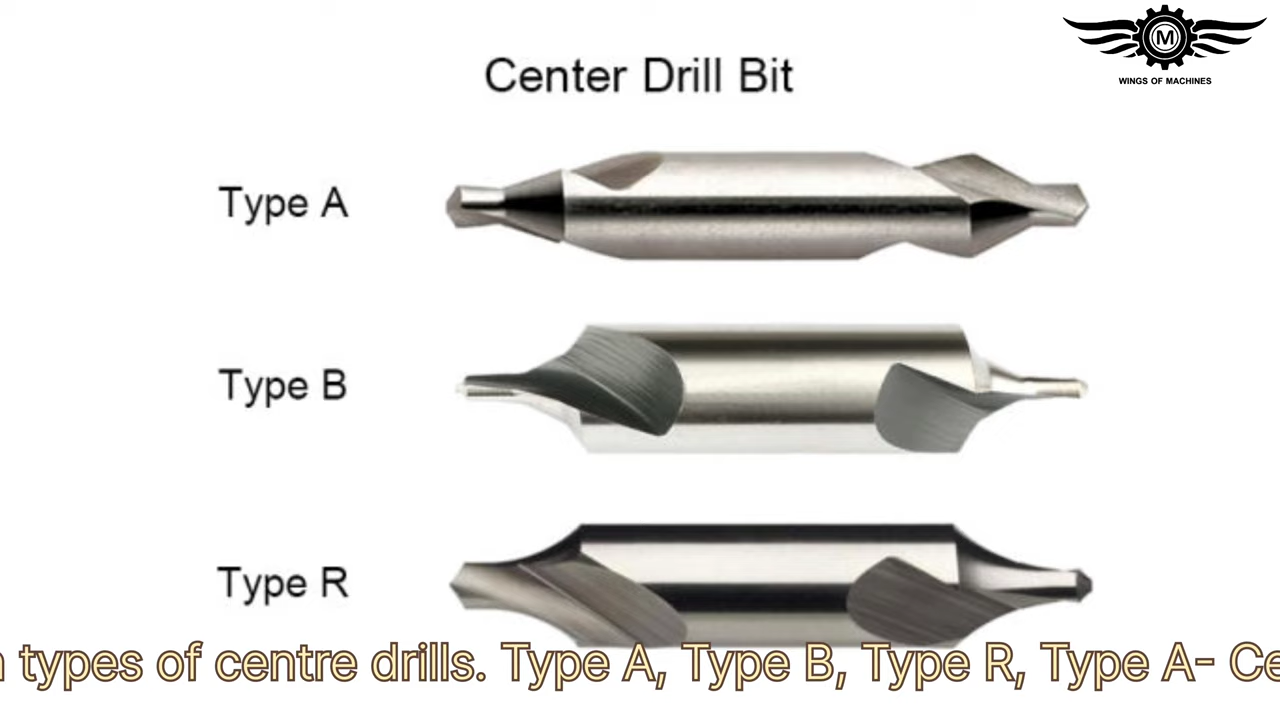 M
WINGS OF MACHINES
Center Drill Bit
Type A
Type B
Type R
types of centre drills. Type A, Type B, Type R, Type A- Ce